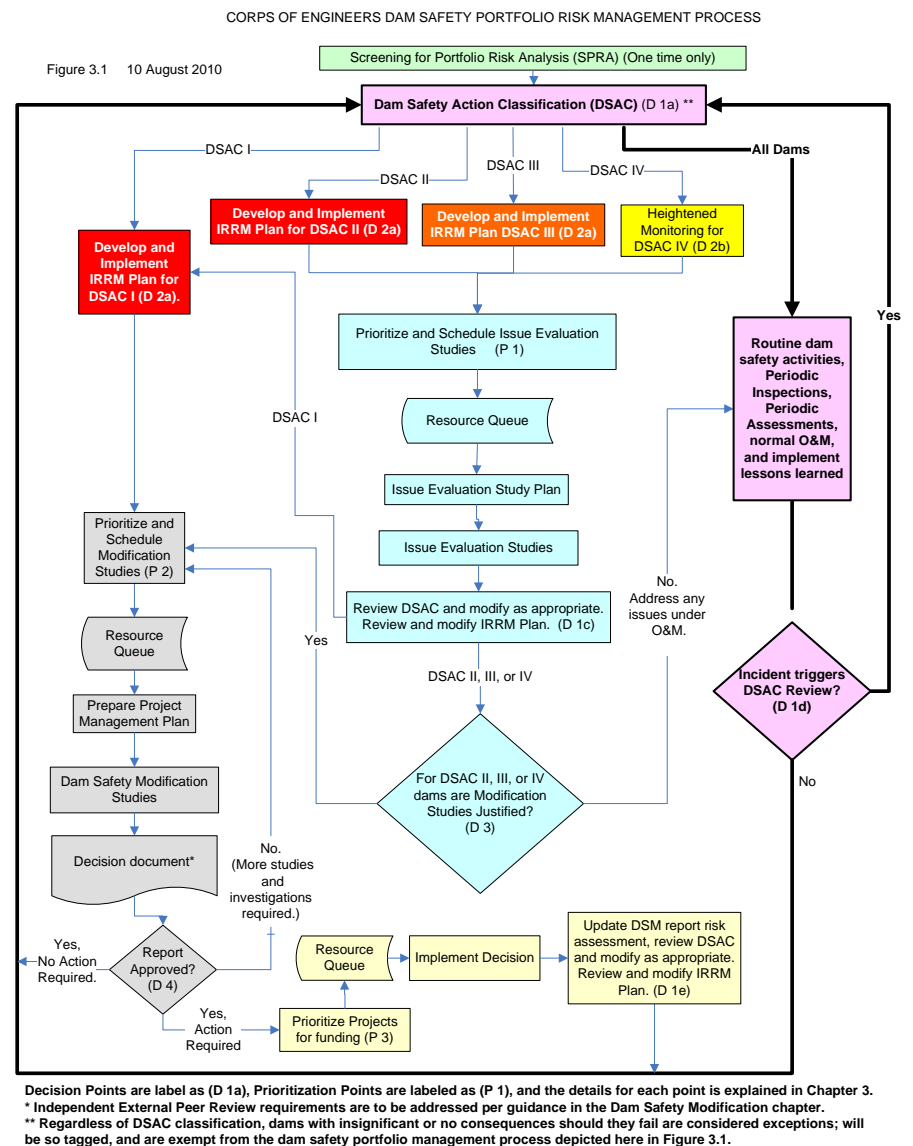 CORPS OF ENGINEERS DAM SAFETY PORTFOLIO RISK MANAGEMENT PROCESS
Figure 3.1 10 August 2010
Screening for Portfolio Risk Analysis (SPRA) (One time only)
Dam Safety Action Classification (DSAC) (D 1a) **
DSAC I
DSAC II
DSAC III
DSAC IV
All Dams
Develop and
Implement
IRRM Plan for
DSAC I (D 2a).
Develop and Implement
IRRM Plan for DSAC II (D 2a)
Develop and Implement
IRRM Plan DSAC III (D 2a)
Heightened
Monitoring for
DSAC IV (D 2b)
Yes
Prioritize and Schedule Issue Evaluation
Studies (P 1)
Routine dam
safety activities,
Periodic
Inspections,
Periodic
Assessments,
normal O&M,
and implement
lessons learned
DSAC I
Resource Queue
Issue Evaluation Study Plan
Issue Evaluation Studies
Prioritize and
Schedule
Modification
Studies (P 2)
Review DSAC and modify as appropriate.
Review and modify IRRM Plan. (D 1c)
No.
Address any
issues under
O&M.
Yes
Resource
Queue
DSAC II, III, or IV
Incident triggers
DSAC Review?
(D 1d)
Prepare Project
Management Plan
Dam Safety Modification
Studies
For DSAC II, III, or IV
dams are Modification
Studies Justified?
(D 3)
No
Decision document*
No.
(More studies
and
investigations
required.)
Yes,
No Action
Required.
Report
Approved?
(D 4)
Yes,
Action
Required
Prioritize Projects
for funding (P 3)
Resource
Queue
Implement Decision
Update DSM report risk
assessment, review DSAC
and modify as appropriate.
Review and modify IRRM
Plan. (D 1e)
Decision Points are label as (D 1a), Prioritization Points are labeled as (P 1), and the details for each point is explained in Chapter 3.
* Independent External Peer Review requirements are to be addressed per guidance in the Dam Safety Modification chapter.
** Regardless of DSAC classification, dams with insignificant or no consequences should they fail are considered exceptions; will
be so tagged, and are exempt from the dam safety portfolio management process depicted here in Figure 3.1.